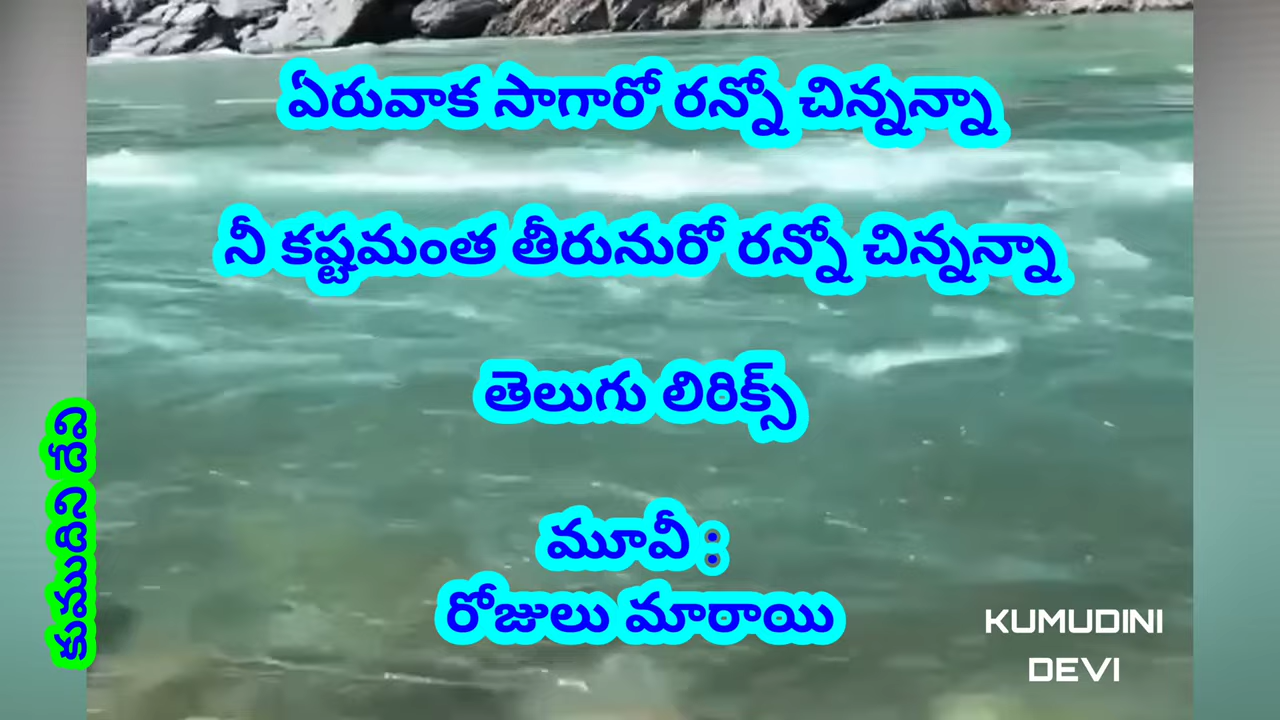 ఏరువాక సాగారో రన్నో చిన్నన్నా
నీ కష్టమంత తీరునురో రన్నో చిన్నన్నా
తెలుగు లిరిక్స్
మూవీ :
రోజులు మారాయి
కుముదిని దేవి
KUMUDINI
DEVI